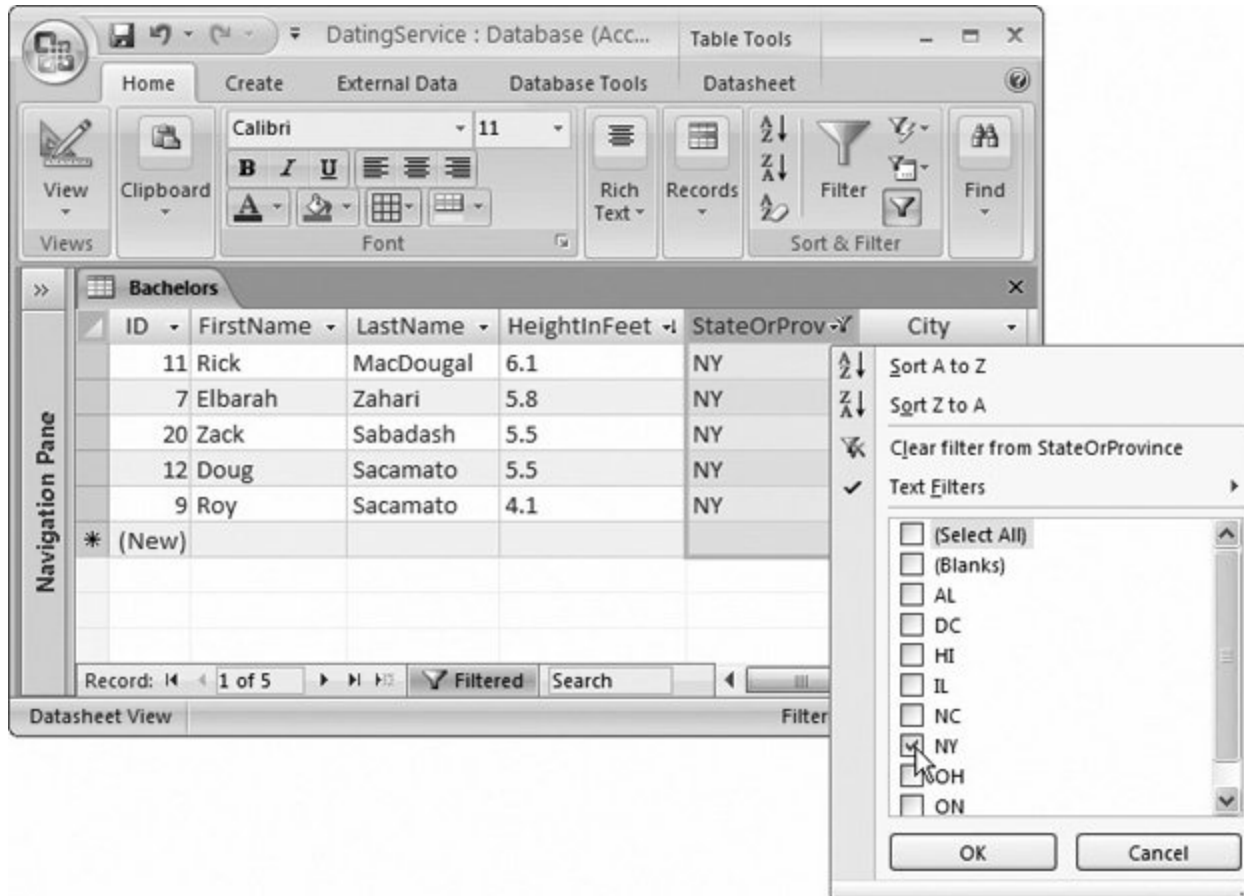 DatingService : Database (Acc...
Table Tools
Home Create External Data Database Tools Datasheet
Calibri 11
B I U
View
Clipboard
A
Rich Text
Records
Filter
Find
Views
Font
Sort & Filter
Bachelors
Navigation Pane
ID FirstName LastName HeightInFeet StateOrProv City
11 Rick MacDougal 6.1 NY
7 Elbarah Zahari 5.8 NY
20 Zack Sabadash 5.5 NY
12 Doug Sacamato 5.5 NY
9 Roy Sacamato 4.1 NY
(New)
Sort A to Z
Sort Z to A
Clear filter from StateOrProvince
Text Filters
(Select All)
(Blanks)
AL
DC
HI
IL
NC
NY
OH
ON
OK Cancel
Record: 1 of 5 Filtered Search
Datasheet View Filter